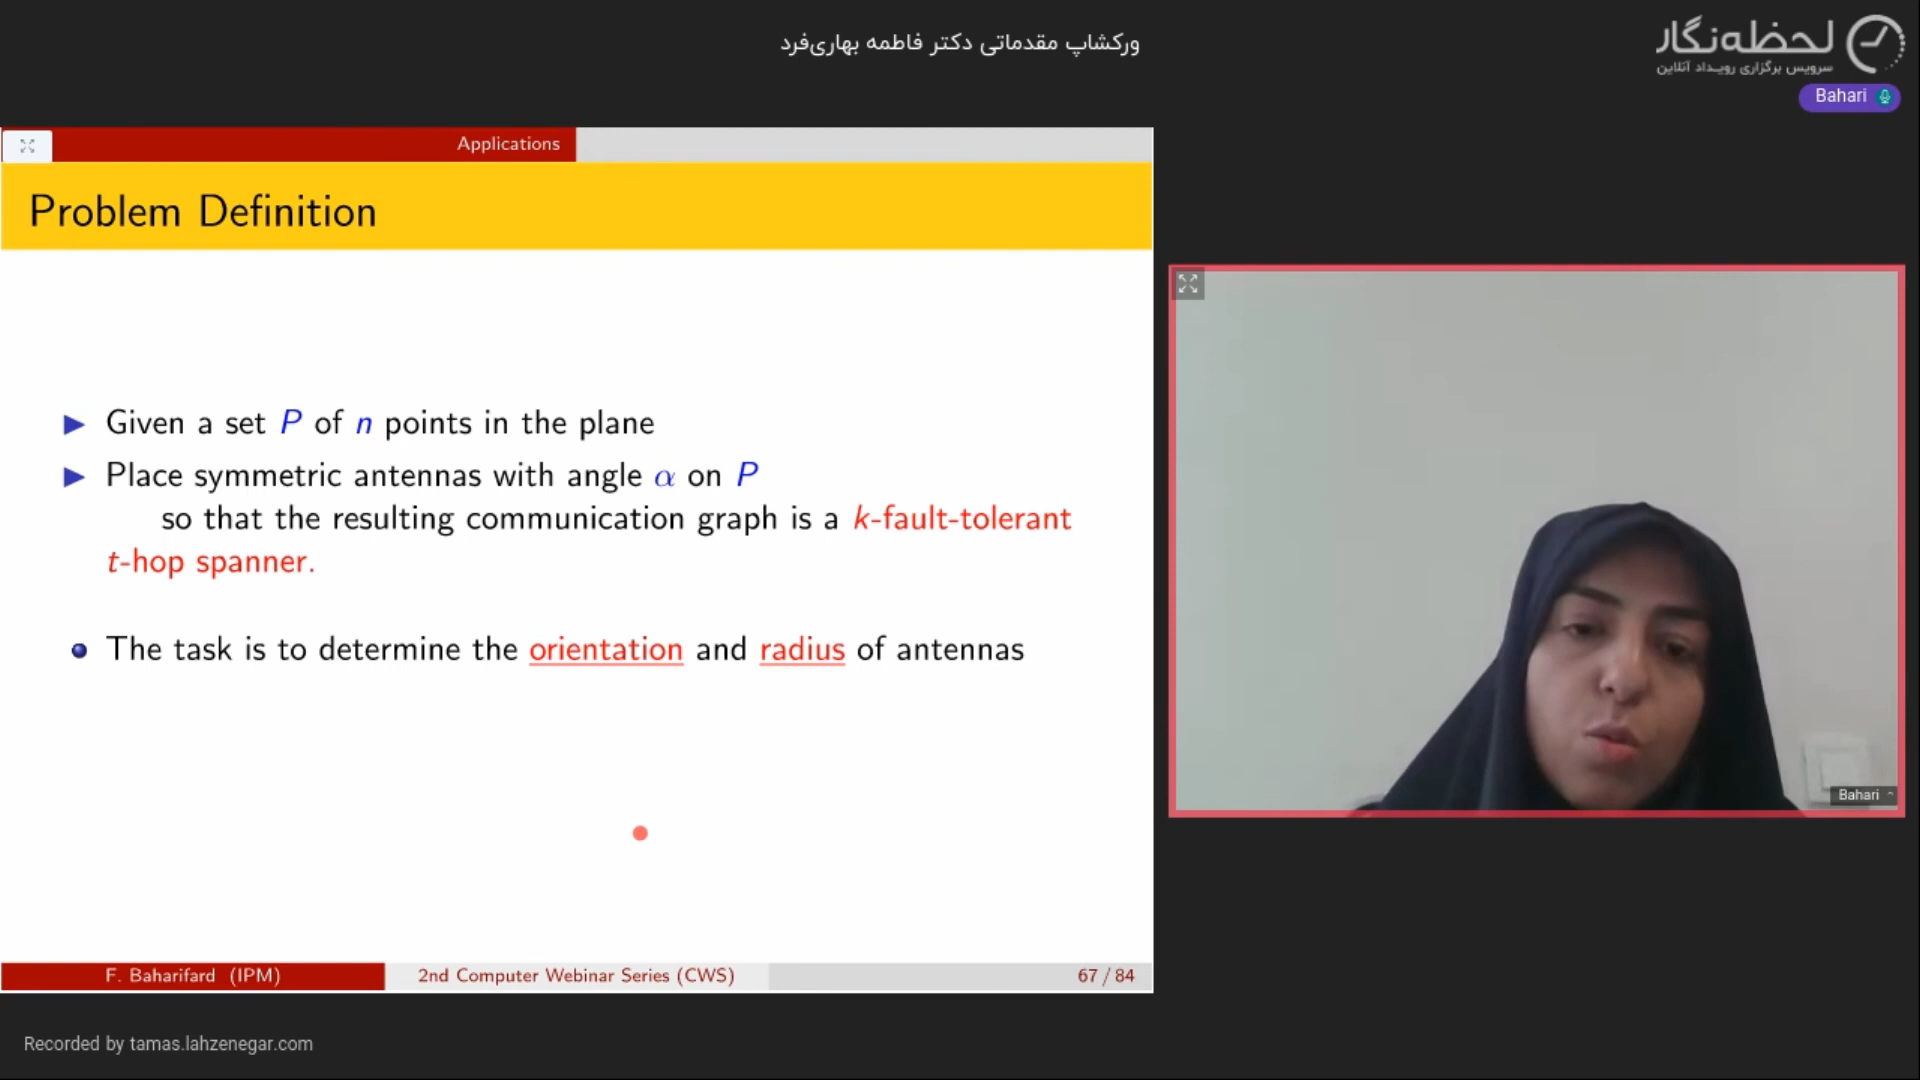 ورکشاپ مقدماتی دکتر فاطمه بهاری‌فرد
لحظه‌نگار
سرویس برگزاری رویداد آنلاین
Bahari
Applications
Problem Definition
Given a set P of n points in the plane
Place symmetric antennas with angle α on P
so that the resulting communication graph is a k-fault-tolerant
t-hop spanner.
The task is to determine the orientation and radius of antennas
Bahari
F. Baharifard (IPM)
2nd Computer Webinar Series (CWS)
67 / 84
Recorded by tamas.lahzenegar.com